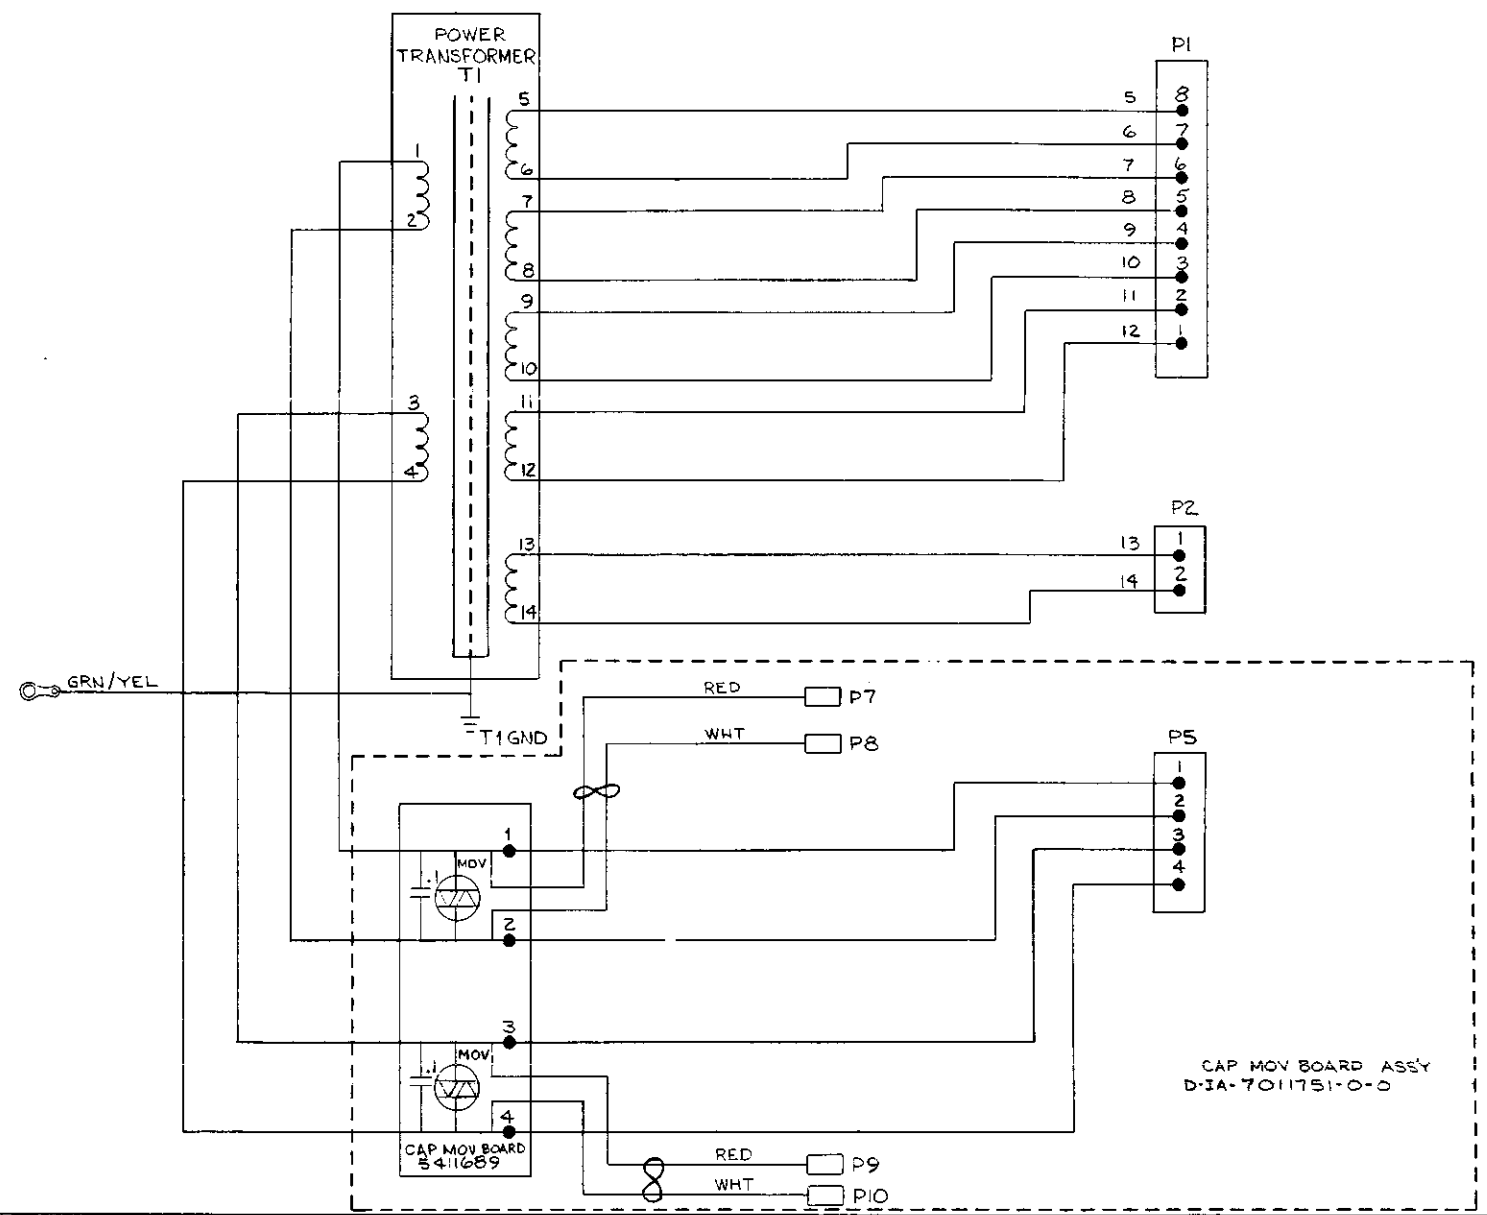 POWER
TRANSFORMER
T1
P1
5
5
8
6
7
1
7
6
6
8
5
7
2
9
4
8
10
3
9
11
2
12
1
10
3
11
4
12
P2
13
13
1
14
2
14
GRN/YEL
RED
P7
T1 GND
WHT
P8
P5
1
2
1
3
MOV
4
.1
2
3
MOV
CAP MOV BOARD ASS'Y
.1
D-IA-7011751-0-0
4
CAP MOV BOARD
5411689
RED
P9
WHT
P10